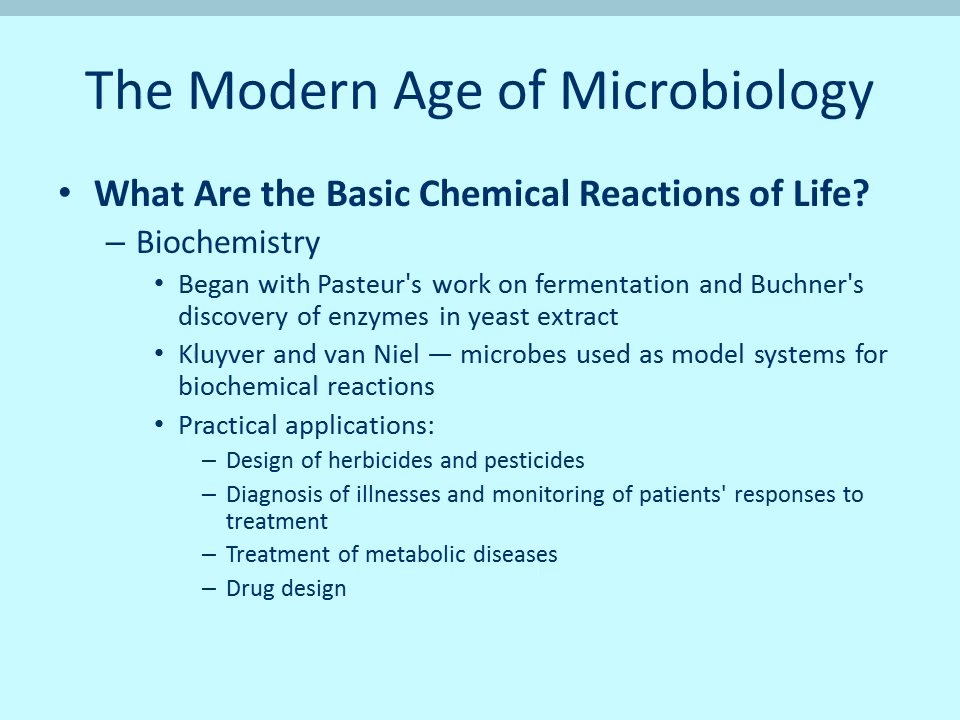 The Modern Age of Microbiology
• What Are the Basic Chemical Reactions of Life?
– Biochemistry
• Began with Pasteur's work on fermentation and Buchner's
discovery of enzymes in yeast extract
• Kluyver and van Niel — microbes used as model systems for
biochemical reactions
• Practical applications:
– Design of herbicides and pesticides
– Diagnosis of illnesses and monitoring of patients' responses to
treatment
– Treatment of metabolic diseases
– Drug design